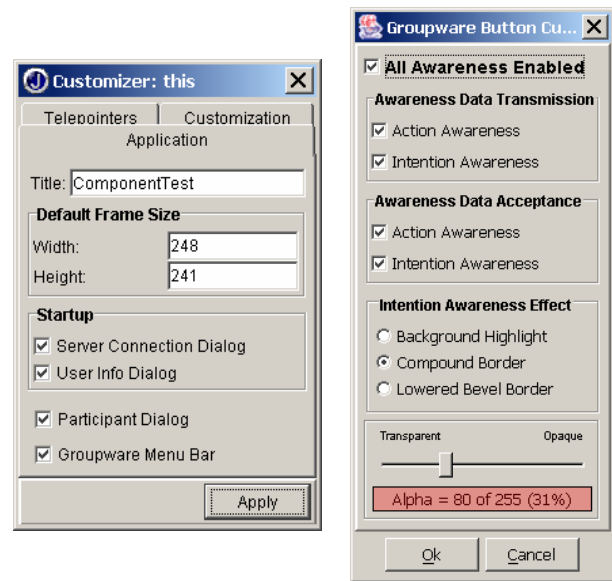 Customizer: this
Telepointers Customization
Application
Title: ComponentTest
Default Frame Size
Width: 248
Height: 241
Startup
Server Connection Dialog
User Info Dialog
Participant Dialog
Groupware Menu Bar
Apply
Groupware Button Cu...
All Awareness Enabled
Awareness Data Transmission
Action Awareness
Intention Awareness
Awareness Data Acceptance
Action Awareness
Intention Awareness
Intention Awareness Effect
Background Highlight
Compound Border
Lowered Bevel Border
Transparent Opaque
Alpha = 80 of 255 (31%)
Ok Cancel